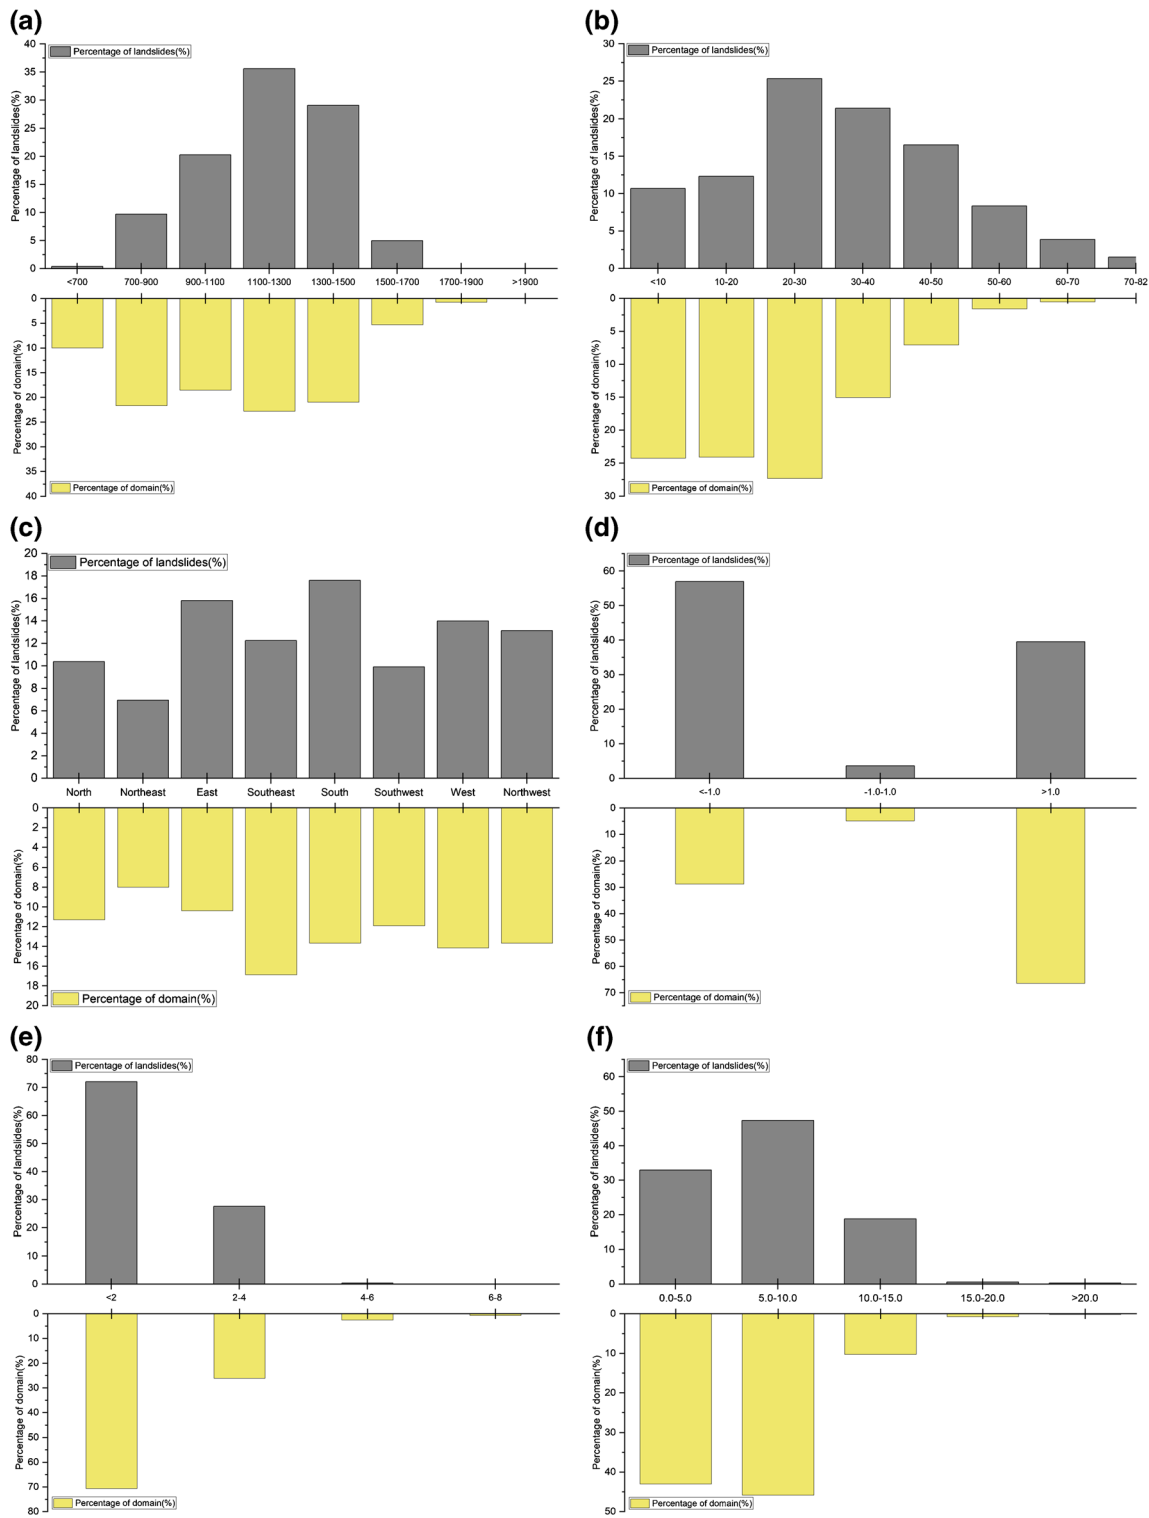 (a)
Percentage of landslides(%)
Percentage of landslides(%)
40
35
30
25
20
15
10
5
0
<700 700-900 900-1100 1100-1300 1300-1500 1500-1700 1700-1900 >1900
0
5
10
15
20
25
30
35
40
Percentage of domain(%)
Percentage of domain(%)
(b)
Percentage of landslides(%)
Percentage of landslides(%)
30
25
20
15
10
5
0
<10 10-20 20-30 30-40 40-50 50-60 60-70 70-82
0
5
10
15
20
25
30
Percentage of domain(%)
Percentage of domain(%)
(c)
Percentage of landslides(%)
Percentage of landslides(%)
20
18
16
14
12
10
8
6
4
2
0
North Northeast East Southeast South Southwest West Northwest
0
2
4
6
8
10
12
14
16
18
20
Percentage of domain(%)
Percentage of domain(%)
(d)
Percentage of landslides(%)
Percentage of landslides(%)
60
50
40
30
20
10
0
<-1.0 -1.0-1.0 >1.0
0
10
20
30
40
50
60
70
Percentage of domain(%)
Percentage of domain(%)
(e)
Percentage of landslides(%)
Percentage of landslides(%)
80
70
60
50
40
30
20
10
0
<2 2-4 4-6 6-8
0
10
20
30
40
50
60
70
80
Percentage of domain(%)
Percentage of domain(%)
(f)
Percentage of landslides(%)
Percentage of landslides(%)
60
50
40
30
20
10
0
0.0-5.0 5.0-10.0 10.0-15.0 15.0-20.0 >20.0
0
10
20
30
40
50
Percentage of domain(%)
Percentage of domain(%)